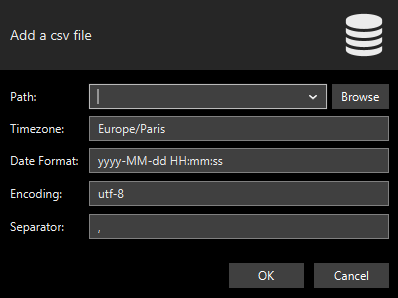 Add a csv file
Path: Browse
Timezone: Europe/Paris
Date Format: yyyy-MM-dd HH:mm:ss
Encoding: utf-8
Separator: ,
OK Cancel